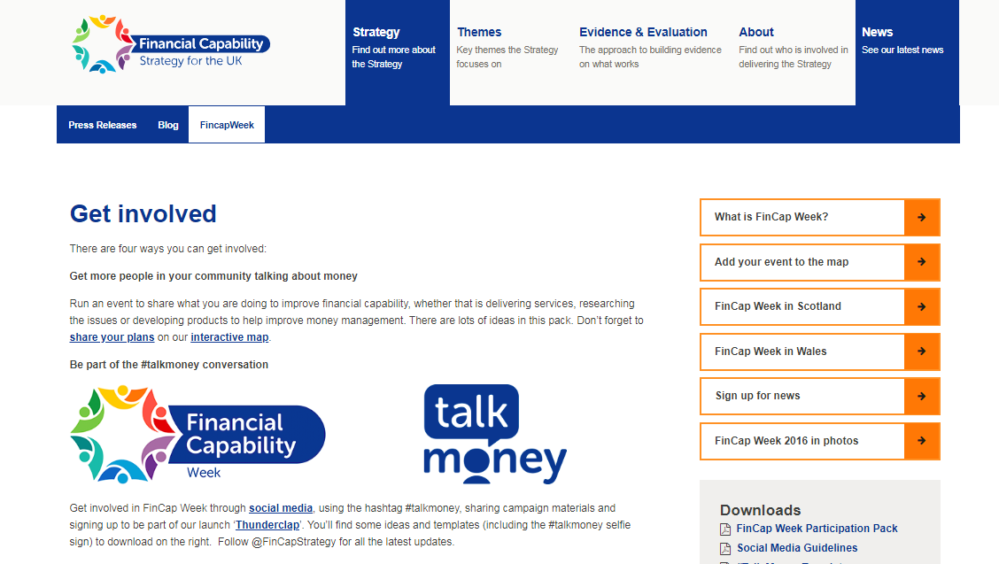 Financial Capability
Strategy for the UK
Strategy
Find out more about
the Strategy
Themes
Key themes the Strategy
focuses on
Evidence & Evaluation
The approach to building evidence
on what works
About
Find out who is involved in
delivering the Strategy
News
See our latest news
Press Releases
Blog
FincapWeek
Get involved
There are four ways you can get involved:
Get more people in your community talking about money
Run an event to share what you are doing to improve financial capability, whether that is delivering services, researching
the issues or developing products to help improve money management. There are lots of ideas in this pack. Don't forget to
share your plans on our interactive map.
Be part of the #talkmoney conversation
Financial
Capability
Week
talk
money
Get involved in FinCap Week through social media, using the hashtag #talkmoney, sharing campaign materials and
signing up to be part of our launch 'Thunderclap'. You'll find some ideas and templates (including the #talkmoney selfie
sign) to download on the right.  Follow @FinCapStrategy for all the latest updates.
What is FinCap Week?
Add your event to the map
FinCap Week in Scotland
FinCap Week in Wales
Sign up for news
FinCap Week 2016 in photos
Downloads
FinCap Week Participation Pack
Social Media Guidelines